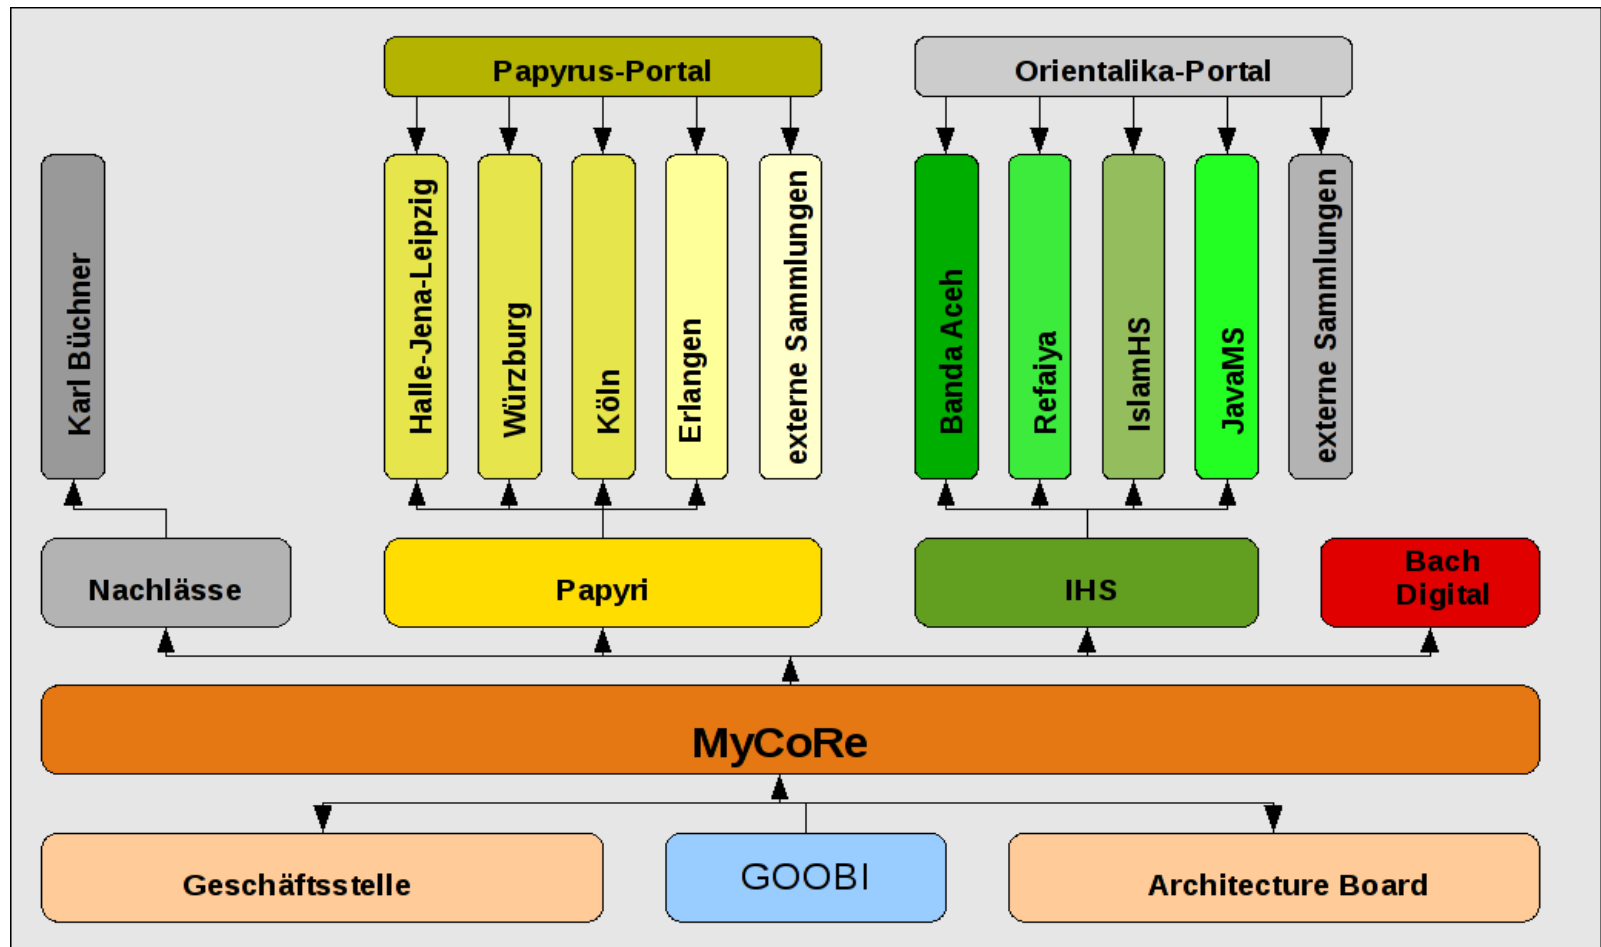 Papyrus-Portal
Orientalika-Portal
Karl Büchner
Halle-Jena-Leipzig
Würzburg
Köln
Erlangen
externe Sammlungen
Banda Aceh
Refaiya
IslamHS
JavaMS
externe Sammlungen
Nachlässe
Papyri
IHS
Bach
Digital
MyCoRe
Geschäftsstelle
GOOBI
Architecture Board